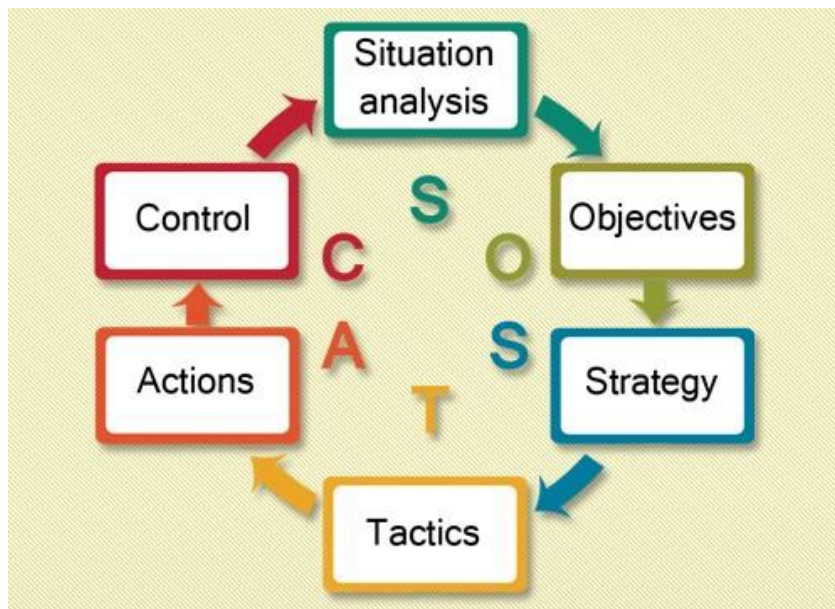 Situation
analysis
Objectives
Strategy
Tactics
Actions
Control
S
O
S
T
A
C